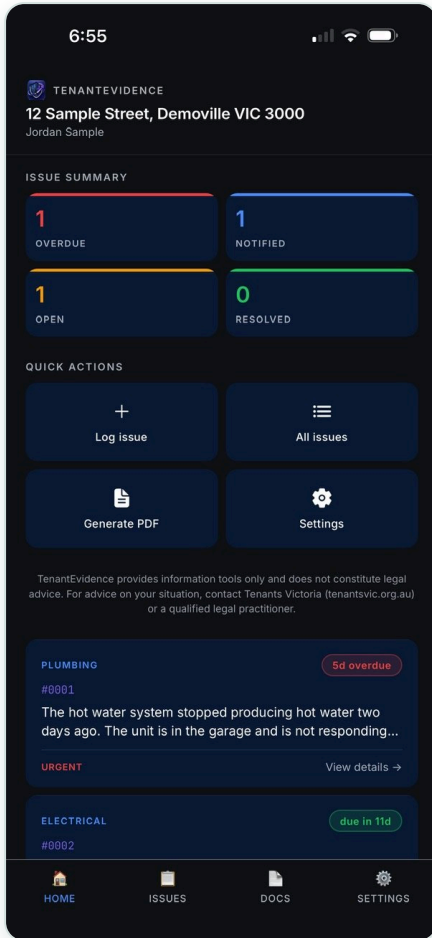 6:55
TENANTEVIDENCE
12 Sample Street, Demoville VIC 3000
Jordan Sample
ISSUE SUMMARY
1
OVERDUE
1
NOTIFIED
1
OPEN
0
RESOLVED
QUICK ACTIONS
Log issue
All issues
Generate PDF
Settings
TenantEvidence provides information tools only and does not constitute legal
advice. For advice on your situation, contact Tenants Victoria (tenantsvic.org.au)
or a qualified legal practitioner.
PLUMBING
5d overdue
#0001
The hot water system stopped producing hot water two
days ago. The unit is in the garage and is not responding...
URGENT
View details →
ELECTRICAL
due in 11d
#0002
HOME
ISSUES
DOCS
SETTINGS